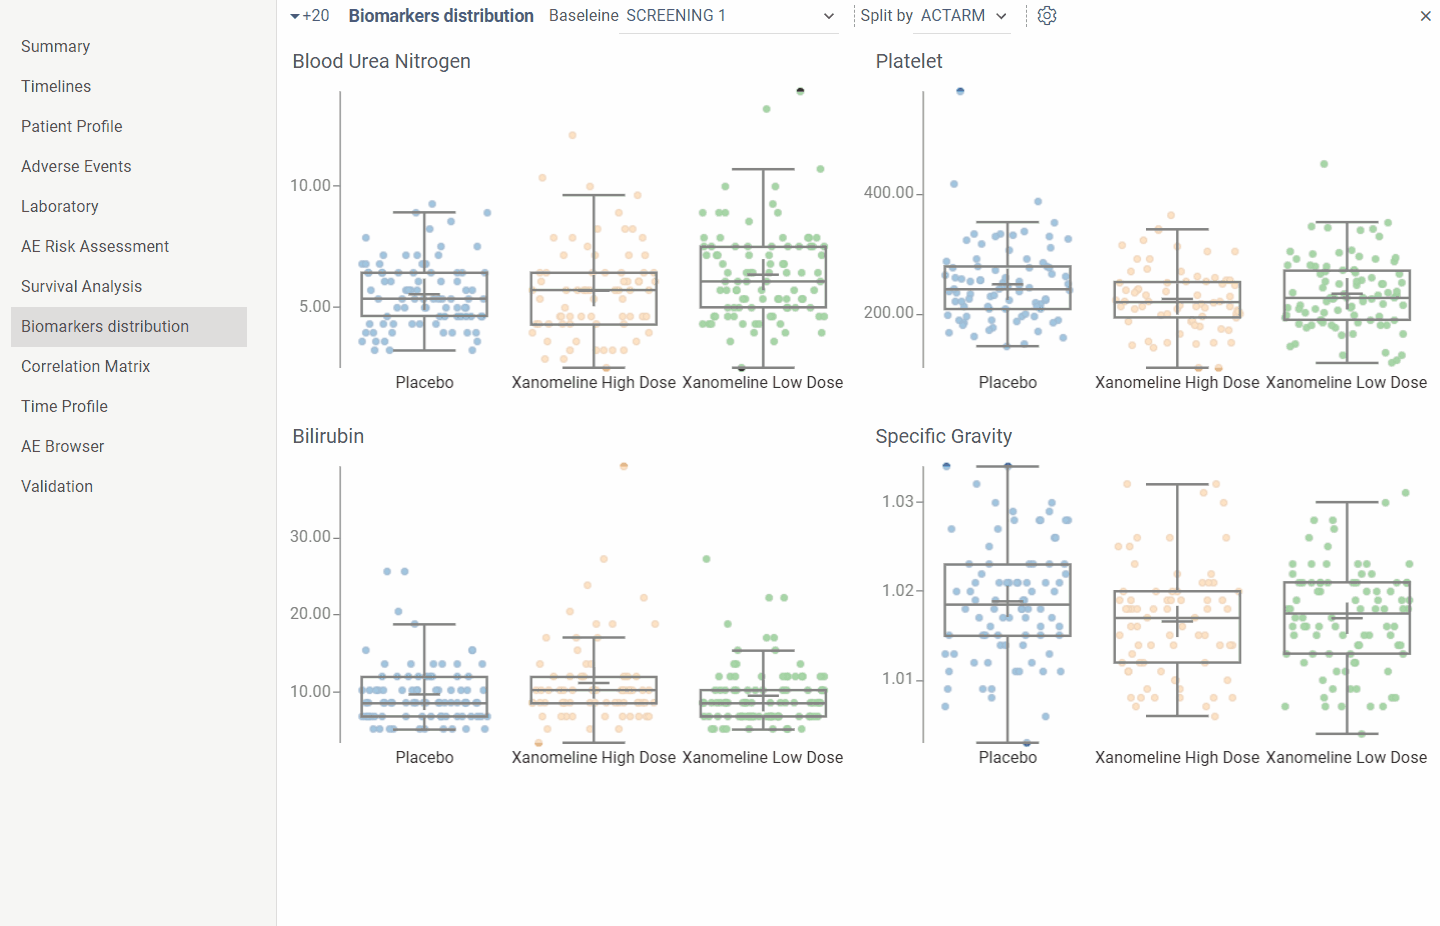 +20 Biomarkers distribution Baseleine SCREENING 1 Split by ACTARM
Summary
Timelines
Patient Profile
Adverse Events
Laboratory
AE Risk Assessment
Survival Analysis
Biomarkers distribution
Correlation Matrix
Time Profile
AE Browser
Validation
Blood Urea Nitrogen
10.00
5.00
Placebo Xanomeline High Dose Xanomeline Low Dose
Platelet
400.00
200.00
Placebo Xanomeline High Dose Xanomeline Low Dose
Bilirubin
30.00
20.00
10.00
Placebo Xanomeline High Dose Xanomeline Low Dose
Specific Gravity
1.03
1.02
1.01
Placebo Xanomeline High Dose Xanomeline Low Dose